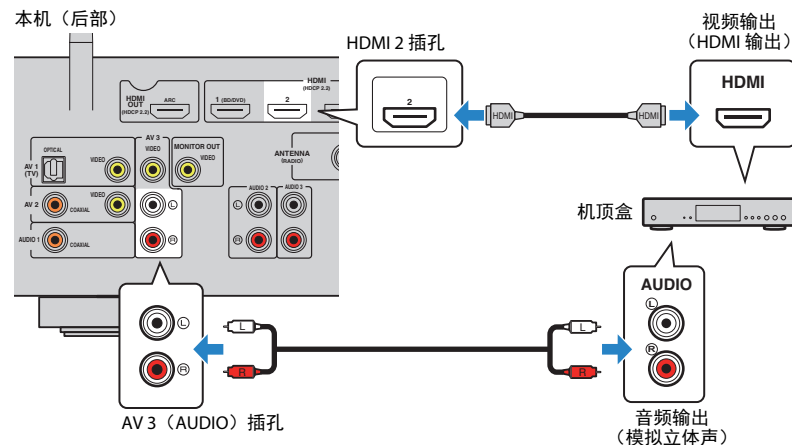 本机（后部）
HDMI 2 插孔
视频输出
（HDMI 输出）
HDMI
OUT
(HDCP 2.2)
ARC
HDMI
(HDCP 2.2)
1 (BD/DVD)
2
2
HDMI
HDMI
HDMI
OPTICAL
AV 1
(TV)
VIDEO
AV 3
VIDEO
MONITOR OUT
VIDEO
ANTENNA
(RADIO)
AV 2
COAXIAL
VIDEO
L
AUDIO 2
AUDIO 3
L
AUDIO 1
COAXIAL
R
R
机顶盒
AUDIO
L
R
L
R
L
R
L
R
AV 3（AUDIO）插孔
音频输出
（模拟立体声）